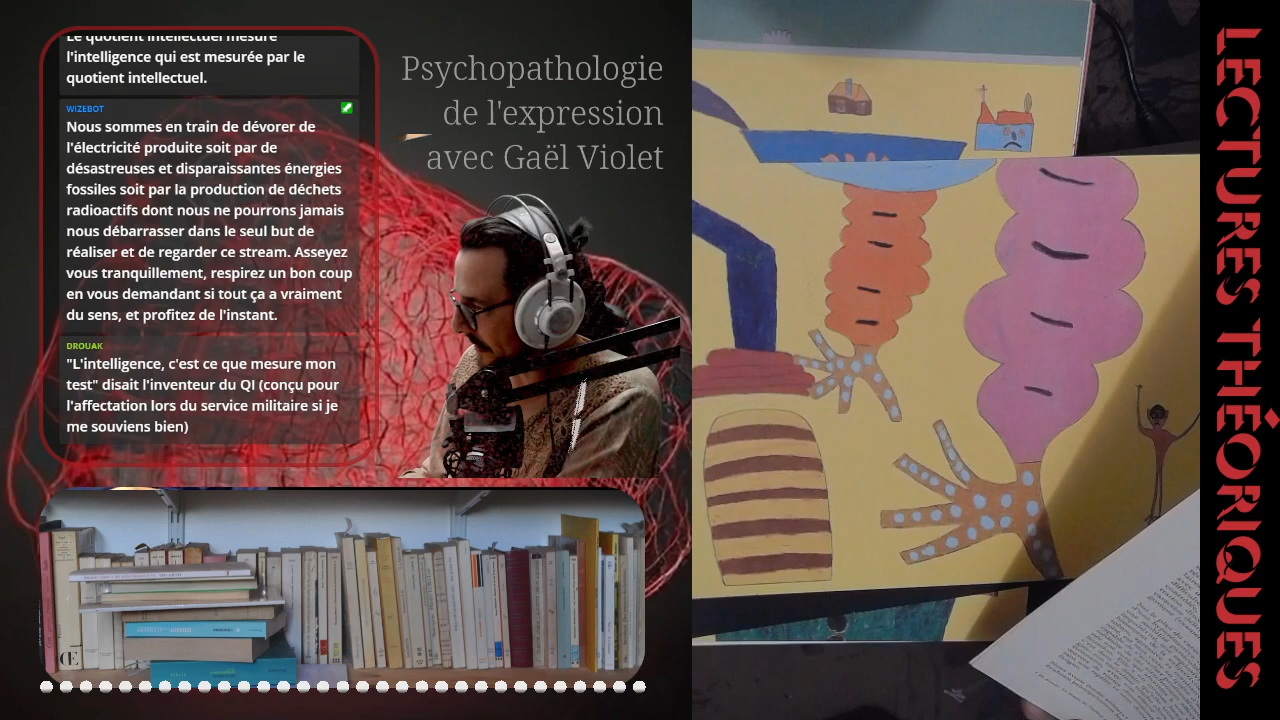 Le quotient intellectuel mesure
l'intelligence qui est mesurée par le
quotient intellectuel.
WIZEBOT
Nous sommes en train de dévorer de
l'électricité produite soit par de
désastreuses et disparaissantes énergies
fossiles soit par la production de déchets
radioactifs dont nous ne pourrons jamais
nous débarrasser dans le seul but de
réaliser et de regarder ce stream. Asseyez
vous tranquillement, respirez un bon coup
en vous demandant si tout ça a vraiment
du sens, et profitez de l'instant.
DROUAK
"L'intelligence, c'est ce que mesure mon
test" disait l'inventeur du QI (conçu pour
l'affectation lors du service militaire si je
me souviens bien)
Psychopathologie
de l'expression
avec Gaël Violet
LECTURES THÉORIQUES
Œ